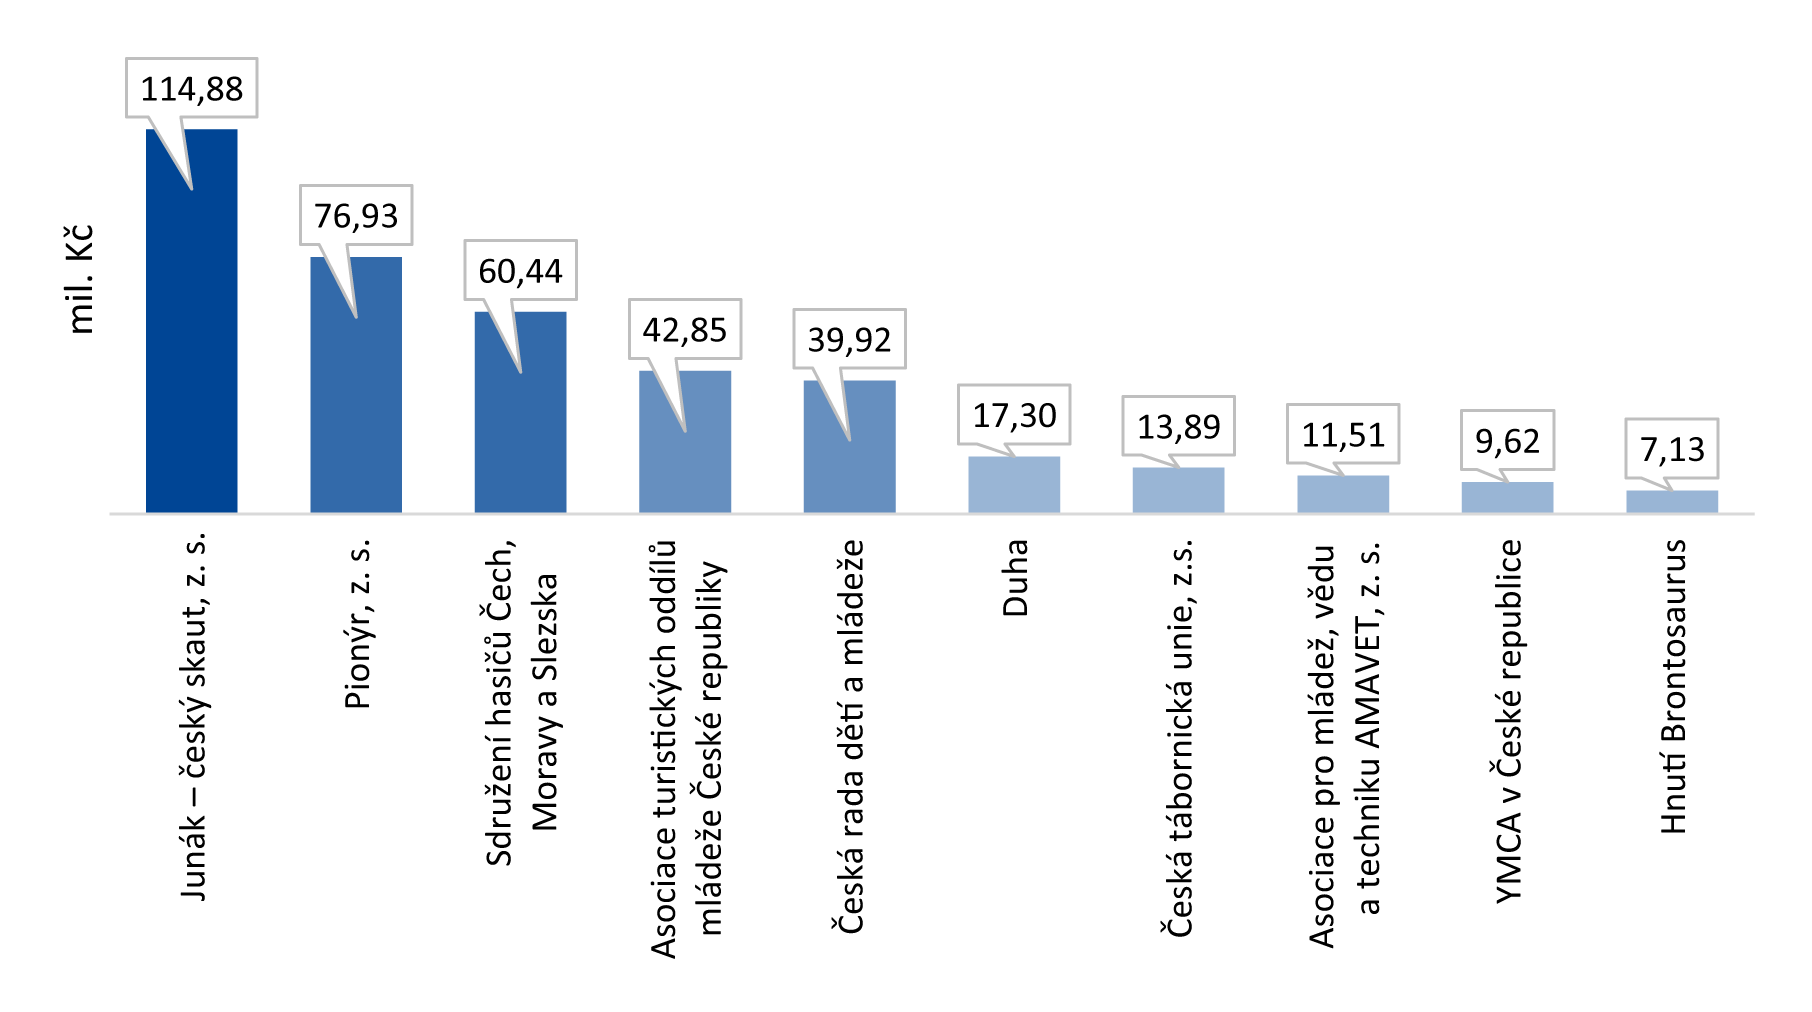 114,88
76,93
60,44
42,85
39,92
17,30
13,89
11,51
9,62
7,13
mil. Kč
Junák – český skaut, z. s.
Pionýr, z. s.
Sdružení hasičů Čech,
Moravy a Slezska
Asociace turistických oddílů
mládeže České republiky
Česká rada dětí a mládeže
Duha
Česká tábornická unie, z.s.
Asociace pro mládež, vědu
a techniku AMAVET, z. s.
YMCA v České republice
Hnutí Brontosaurus